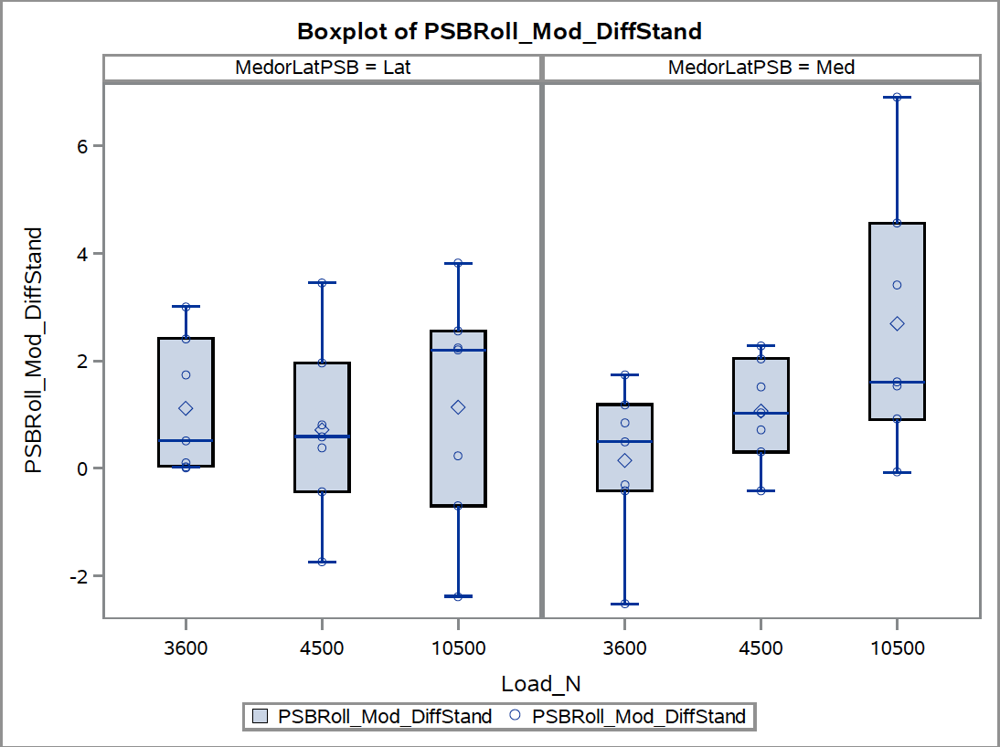 Boxplot of PSBRoll_Mod_DiffStand
MedorLatPSB = Lat
MedorLatPSB = Med
PSBRoll_Mod_DiffStand
6
4
2
0
-2
3600 4500 10500
3600 4500 10500
Load_N
PSBRoll_Mod_DiffStand PSBRoll_Mod_DiffStand